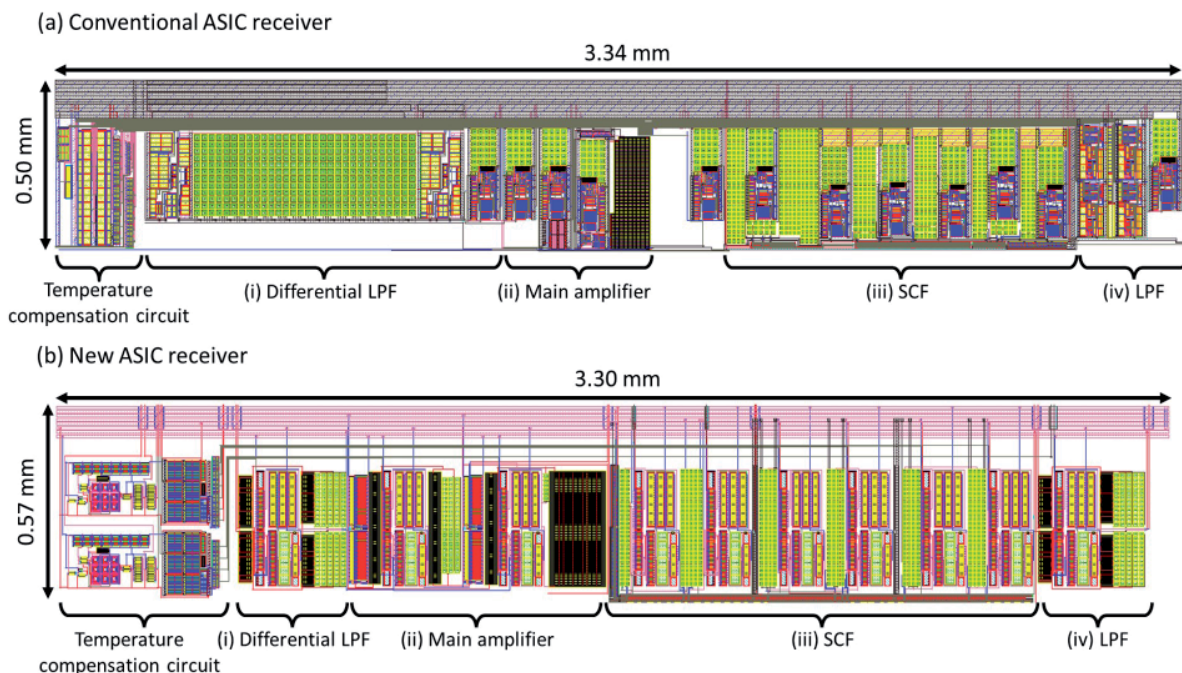 (a) Conventional ASIC receiver
3.34 mm
0.50 mm
Temperature
compensation circuit
(i) Differential LPF
(ii) Main amplifier
(iii) SCF
(iv) LPF
(b) New ASIC receiver
3.30 mm
0.57 mm
Temperature
compensation circuit
(i) Differential LPF
(ii) Main amplifier
(iii) SCF
(iv) LPF